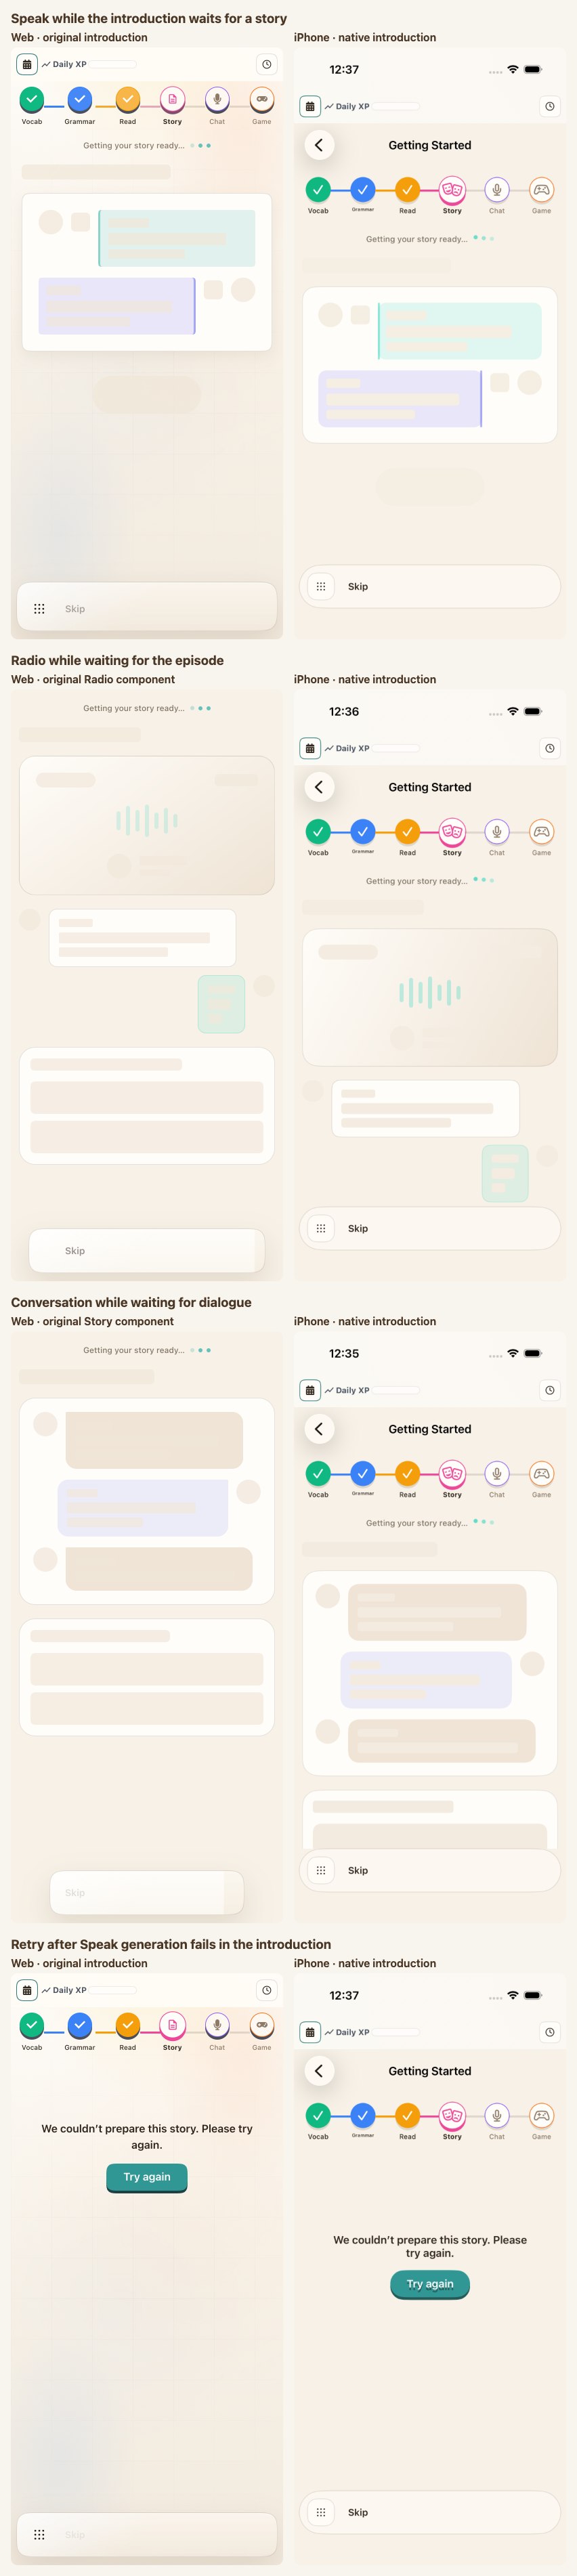 Speak while the introduction waits for a story
Web · original introduction
iPhone · native introduction
Daily XP
Vocab
Grammar
Read
Story
Chat
Game
Getting your story ready...
Skip
12:37
Daily XP
Getting Started
Vocab
Grammar
Read
Story
Chat
Game
Getting your story ready...
Skip
Radio while waiting for the episode
Web · original Radio component
iPhone · native introduction
Getting your story ready...
Skip
12:36
Daily XP
Getting Started
Vocab
Grammar
Read
Story
Chat
Game
Getting your story ready...
Skip
Conversation while waiting for dialogue
Web · original Story component
iPhone · native introduction
Getting your story ready...
Skip
12:35
Daily XP
Getting Started
Vocab
Grammar
Read
Story
Chat
Game
Getting your story ready...
Skip
Retry after Speak generation fails in the introduction
Web · original introduction
iPhone · native introduction
Daily XP
Vocab
Grammar
Read
Story
Chat
Game
We couldn't prepare this story. Please try
again.
Try again
Skip
12:37
Daily XP
Getting Started
Vocab
Grammar
Read
Story
Chat
Game
We couldn't prepare this story. Please
try again.
Try again
Skip